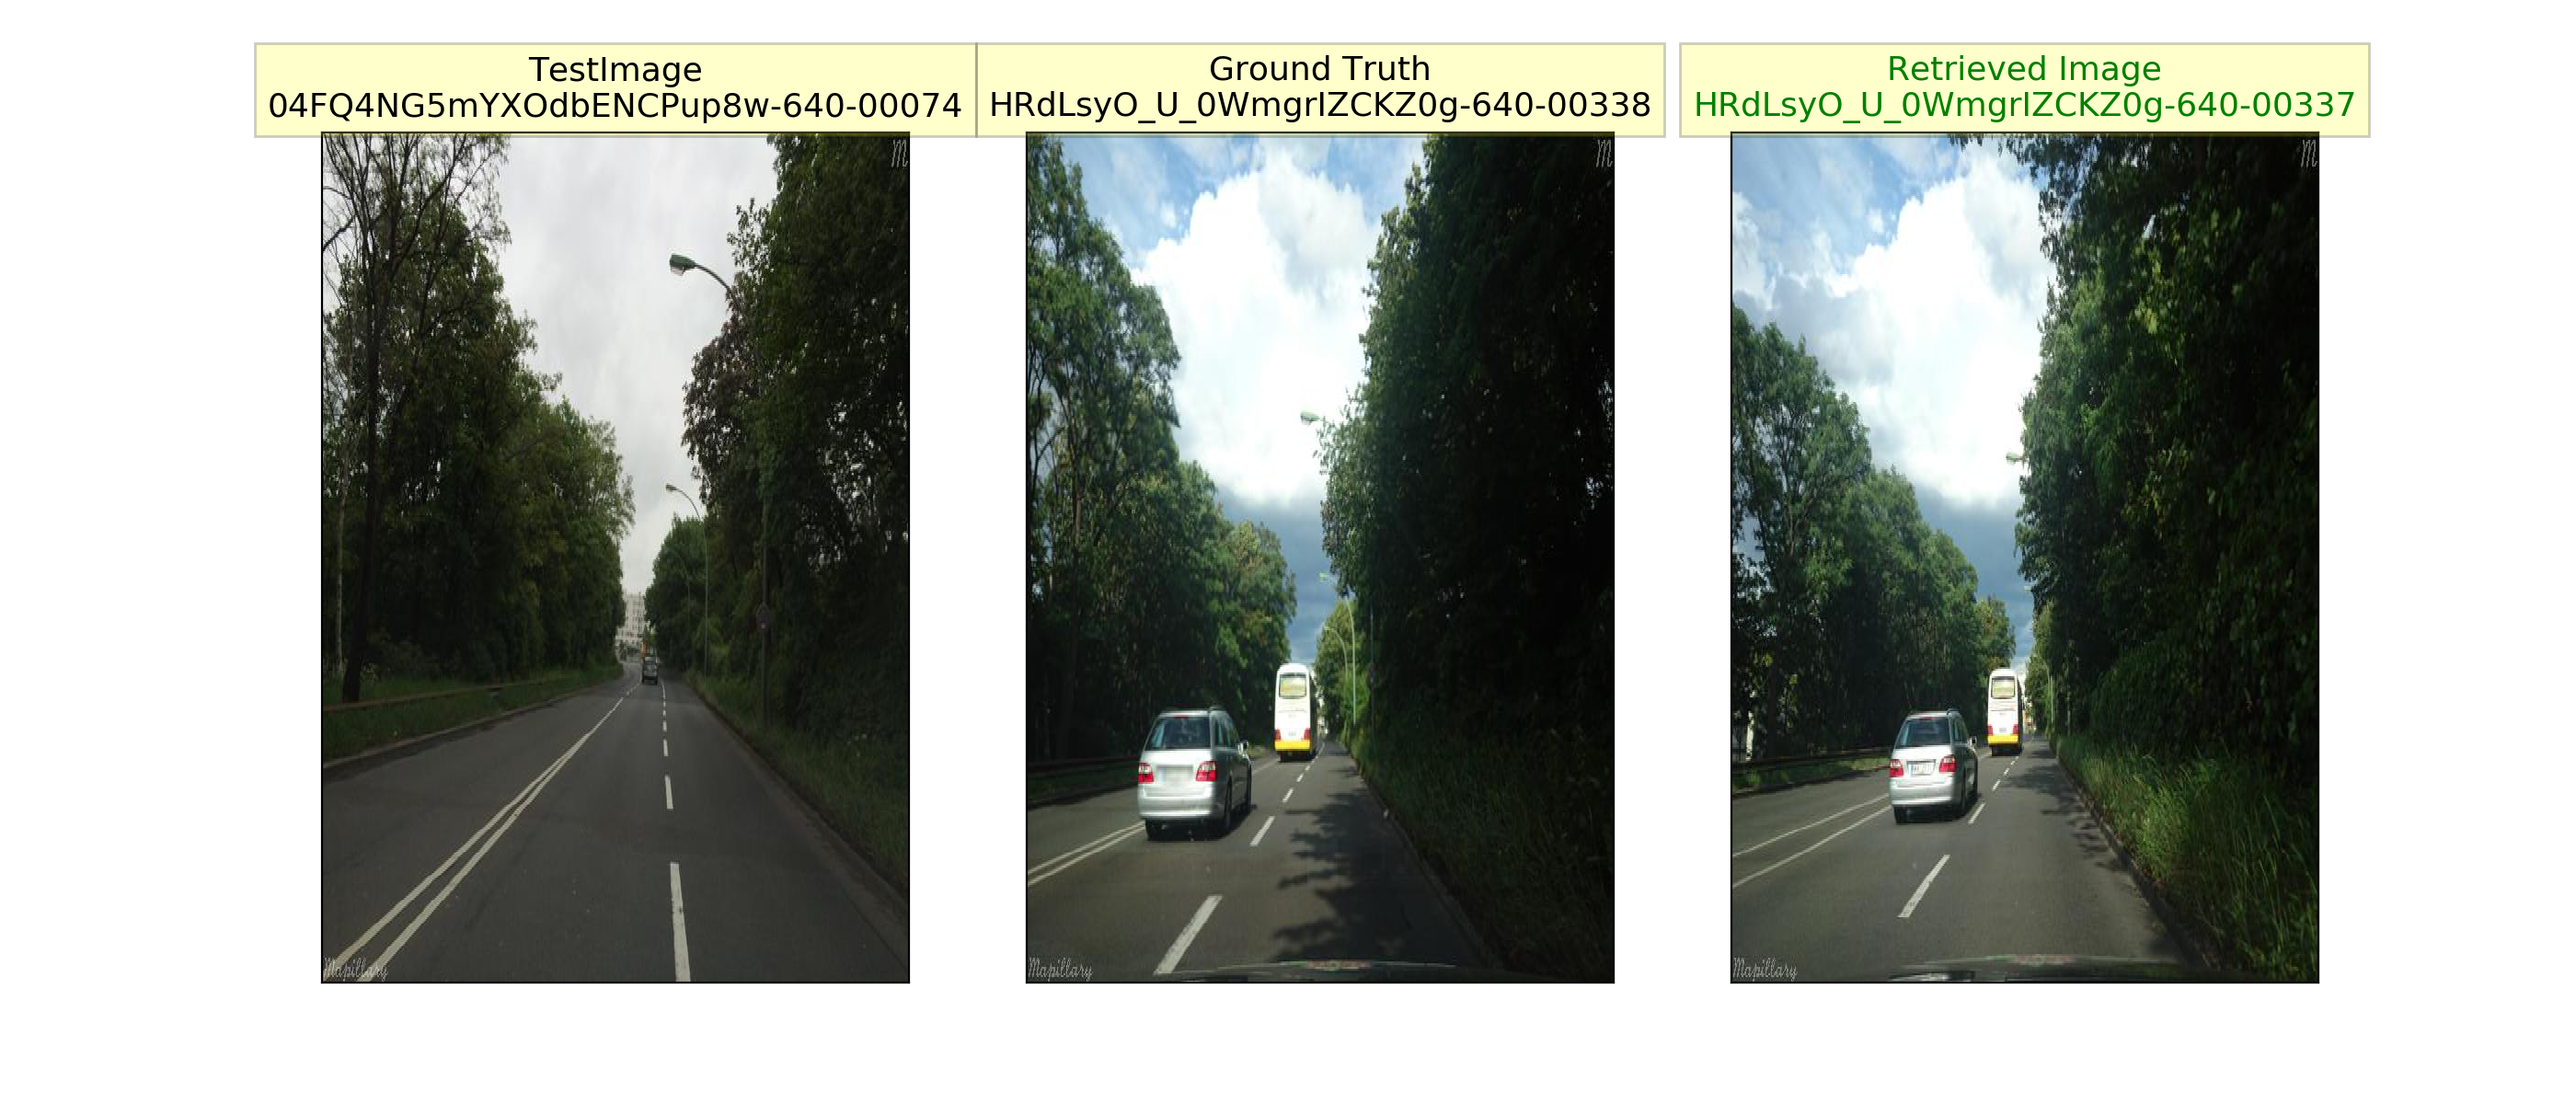 TestImage
04FQ4NG5mYXOdbENCPup8w-640-00074
Ground Truth
HRdLsyO_U_0WmgrIZCKZ0g-640-00338
Retrieved Image
HRdLsyO_U_0WmgrIZCKZ0g-640-00337
M
M
M
Mapillary
Mapillary
Mapillary